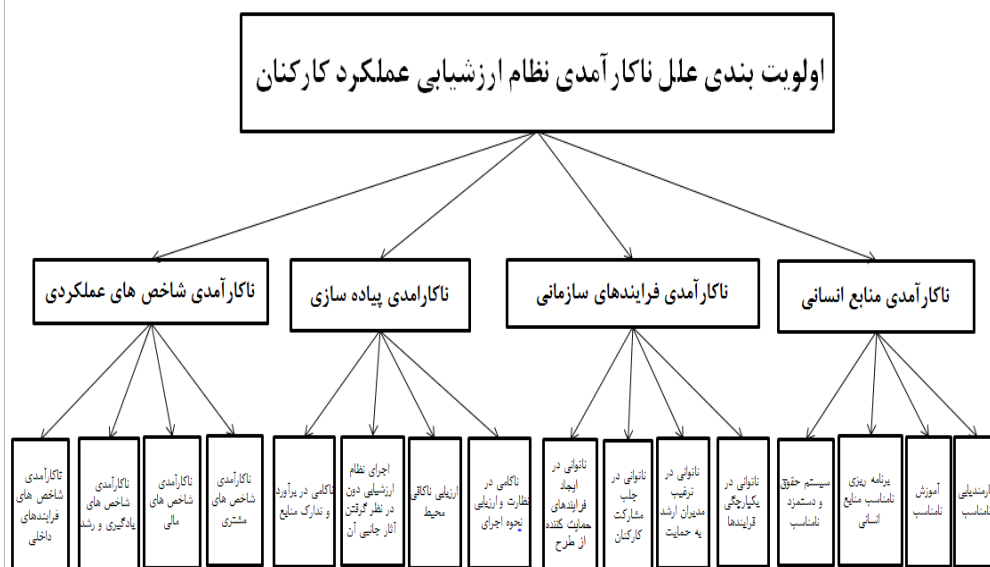 اولویت بندی علل ناکارآمدی نظام ارزشیابی عملکرد کارکنان
ناکارآمدی منابع انسانی
ناکارآمدی فرایندهای سازمانی
ناکارامدی پیاده سازی
ناکارآمدی شاخص های عملکردی
نامناسب
آموزش
نامناسب
برنامه ریزی
نامناسب منابع
انسانی
سیستم حقوق
و دستمزد
نامناسب
ناتوانی در
یکپارچگی
فرایندها
ناتوانی در
ترغیب
مدیران ارشد
به حمایت
ناتوانی در
جلب
مشارکت
کارکنان
ناتوانی در
ایجاد
فرایندهای
حمایت کننده
از طرح
ناکامی در
نظارت و ارزیابی
نحوه اجرای
ارزیابی ناکافی
محیط
اجرای نظام
ارزشیابی دون
در نظر گرفتن
آثار جانبی آن
ناکامی در برآورد
و تدارک منابع
ناکارآمدی
شاخص های
مشتری
ناکارآمدی
شاخص های
مالی
ناکارآمدی
شاخص های
یادگیری و رشد
ناکارآمدی
شاخص های
فرایندهای
داخلی